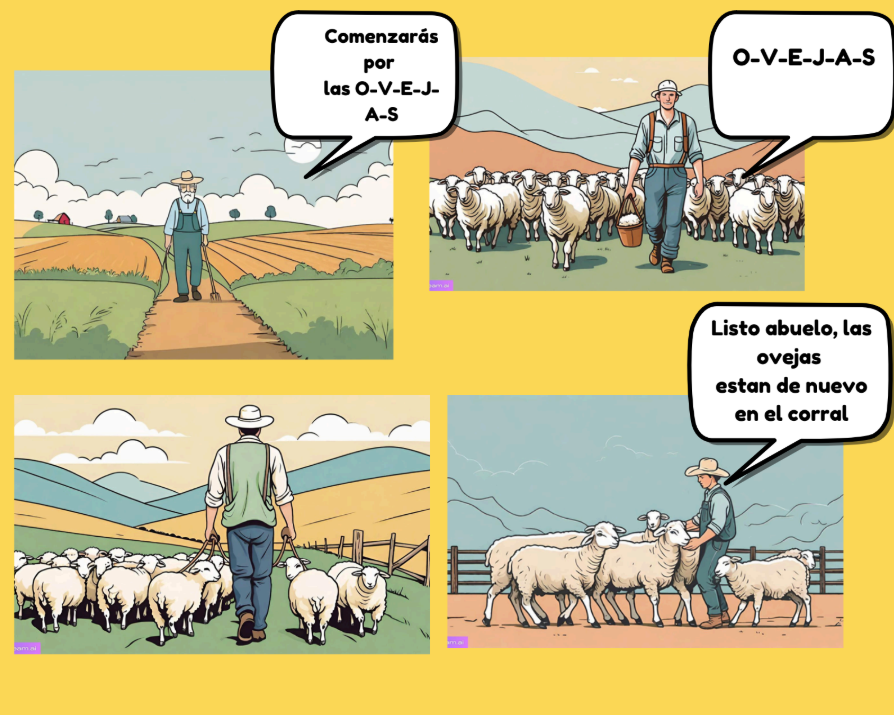 Comenzarás
por
las O-V-E-J-
A-S
O-V-E-J-A-S
Listo abuelo, las
ovejas
estan de nuevo
en el corral